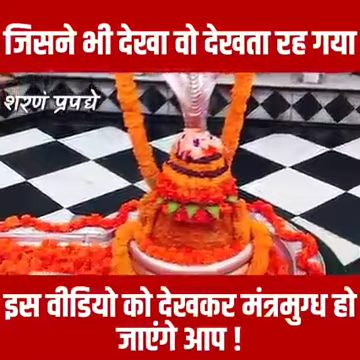 जिसने भी देखा वो देखता रह गया
शरणं प्रपद्ये
इस वीडियो को देखकर मंत्रमुग्ध हो
जाएंगे आप !